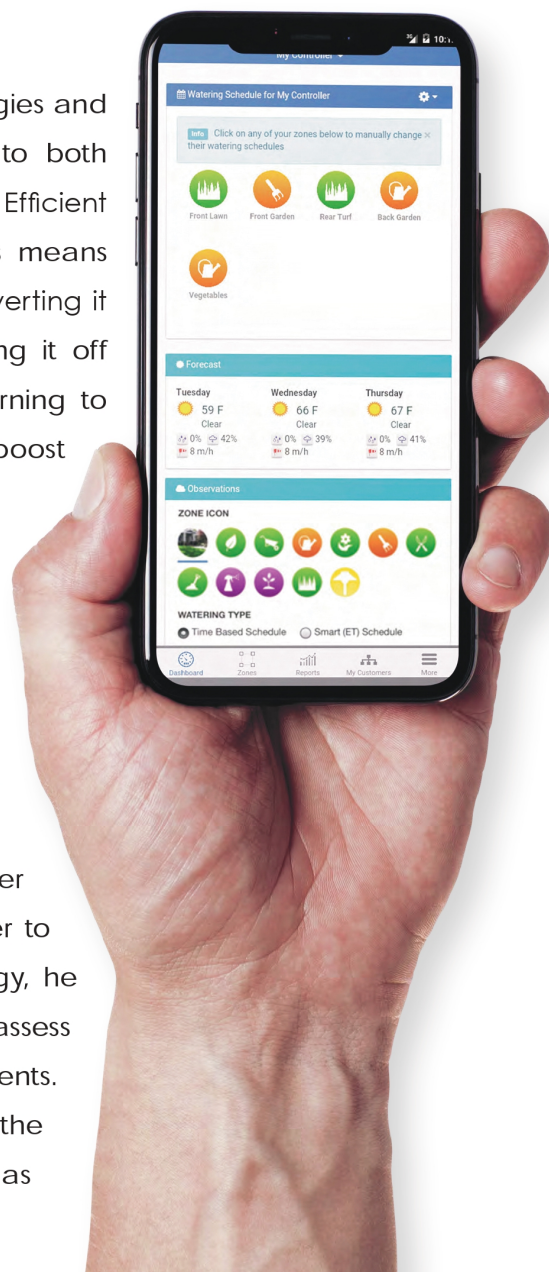 gies and
to both
Efficient
s means
verting it
ng it off
rning to
boost
3G 10:1
My Controller
Watering Schedule for My Controller
Info Click on any of your zones below to manually change ×
their watering schedules
Front Lawn Front Garden Rear Turf Back Garden
Vegetables
Forecast
Tuesday Wednesday Thursday
59 F 66 F 67 F
Clear Clear Clear
0% 42% 0% 39% 0% 41%
8 m/h 8 m/h 8 m/h
Observations
ZONE ICON
WATERING TYPE
Time Based Schedule Smart (ET) Schedule
Dashboard Zones Reports My Customers More
er
er to
gy, he
assess
ents.
the
as